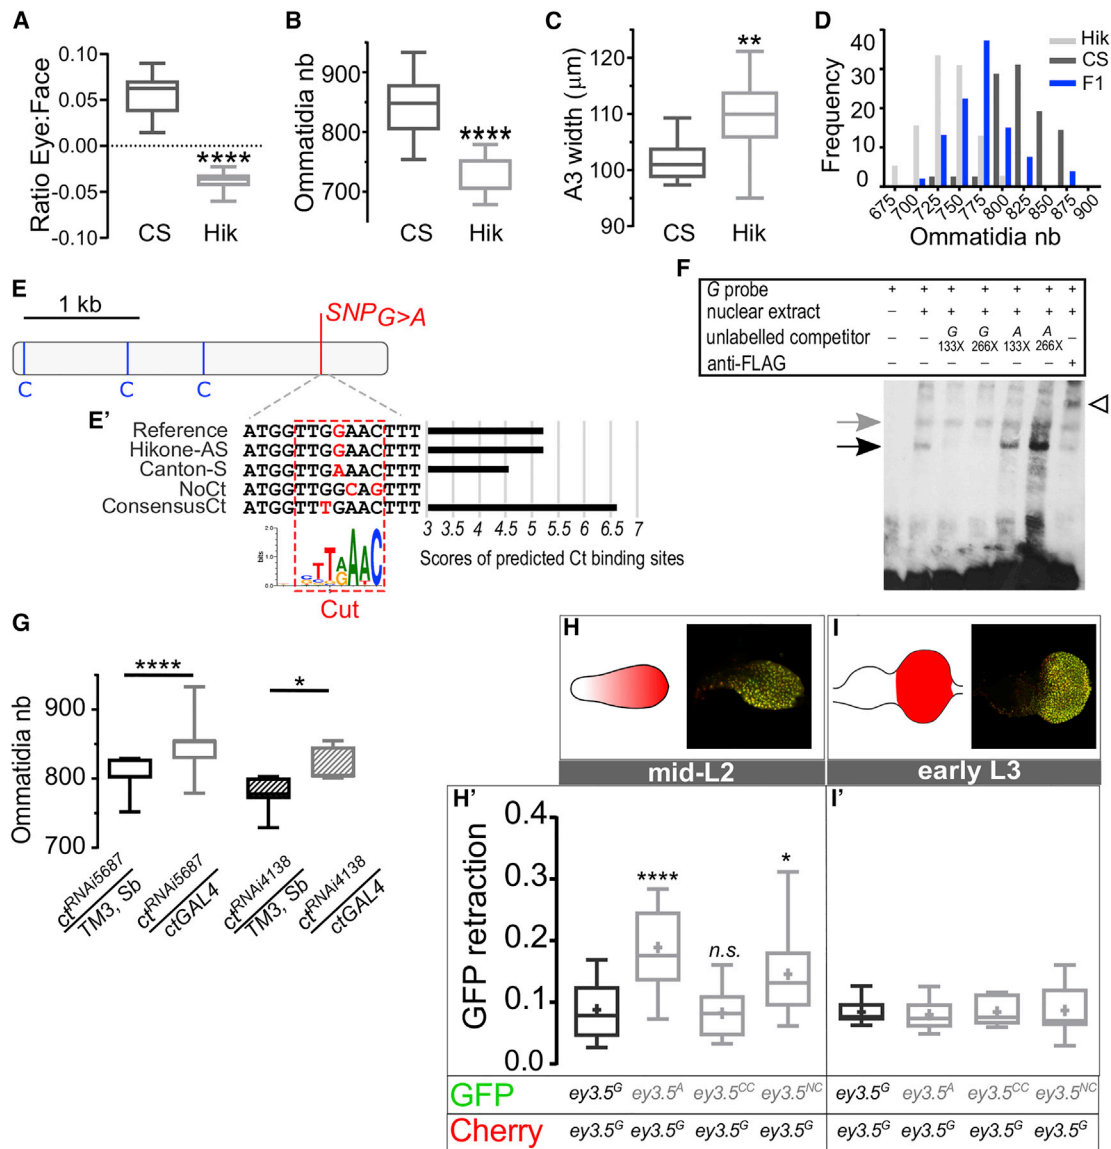 A
Ratio Eye:Face
0.10
0.05
0.00
-0.05
-0.10
****
CS
Hik
B
Ommatidia nb
900
800
700
****
CS
Hik
C
A3 width (µm)
120
110
100
90
**
CS
Hik
D
Frequency
40
30
20
10
0
Hik
CS
F1
675 700 725 750 775 800 825 850 875 900
Ommatidia nb
E
1 kb
SNP G>A
C C C
E'
Reference ATGGTTGGAACTTT
Hikone-AS ATGGTTGGAACTTT
Canton-S ATGGTTGAAACTTT
NoCt ATGGTTGGCAGTTT
ConsensusCt ATGGTTTGAACTTT
3 3.5 4 4.5 5 5.5 6 6.5 7
Scores of predicted Ct binding sites
bits
2.0
1.0
0.0
Cut
F
G probe + + + + + + +
nuclear extract − + + + + + +
unlabelled competitor − − G 133X G 266X A 133X A 266X −
anti-FLAG − − − − − − +
G
Ommatidia nb
900
800
700
****
*
ctRNAi5687
TM3, Sb
ctRNAi5687
ctGAL4
ctRNAi4138
TM3, Sb
ctRNAi4138
ctGAL4
H
mid-L2
I
early L3
H'
GFP retraction
0.4
0.3
0.2
0.1
0.0
****
n.s.
*
I'
GFP ey3.5G ey3.5A ey3.5CC ey3.5NC ey3.5G ey3.5A ey3.5CC ey3.5NC
Cherry ey3.5G ey3.5G ey3.5G ey3.5G ey3.5G ey3.5G ey3.5G ey3.5G